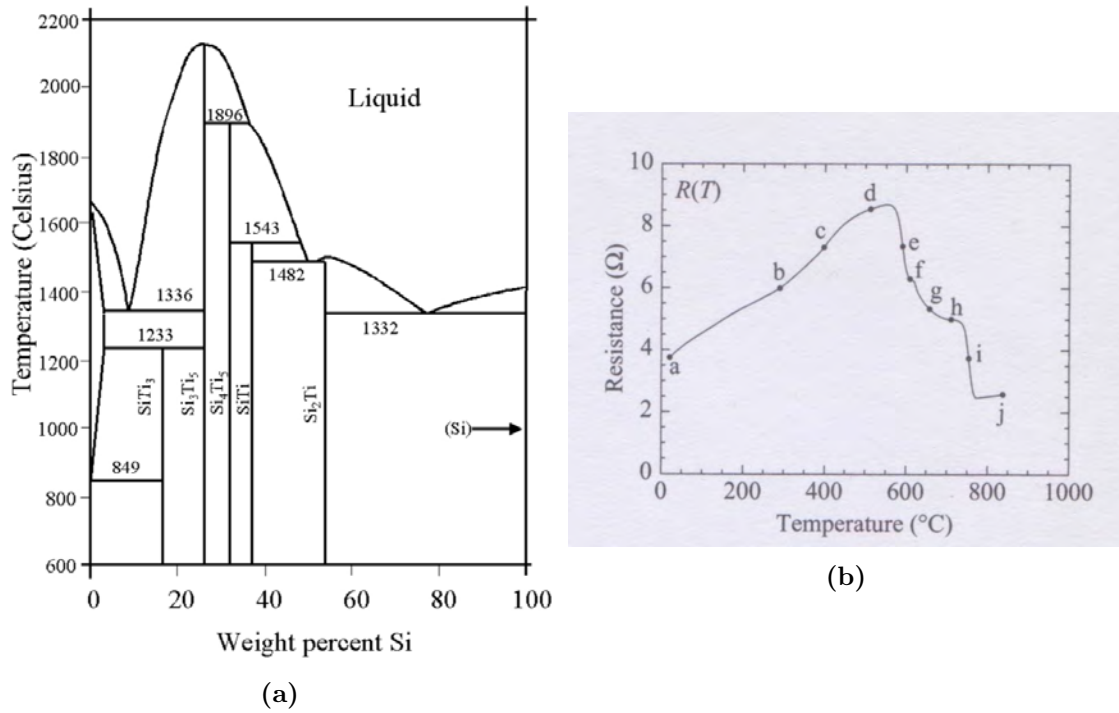 2200
2000
1800
1600
1400
1200
1000
800
600
Temperature (Celsius)
0 20 40 60 80 100
Weight percent Si
Liquid
1896
1543
1482
1336
1332
1233
849
SiTi3
Si3Ti5
Si4Ti5
SiTi
Si2Ti
(Si)
(a)
R(T)
10
8
6
4
2
0
Resistance (Ω)
a
b
c
d
e
f
g
h
i
j
0 200 400 600 800 1000
Temperature (°C)
(b)